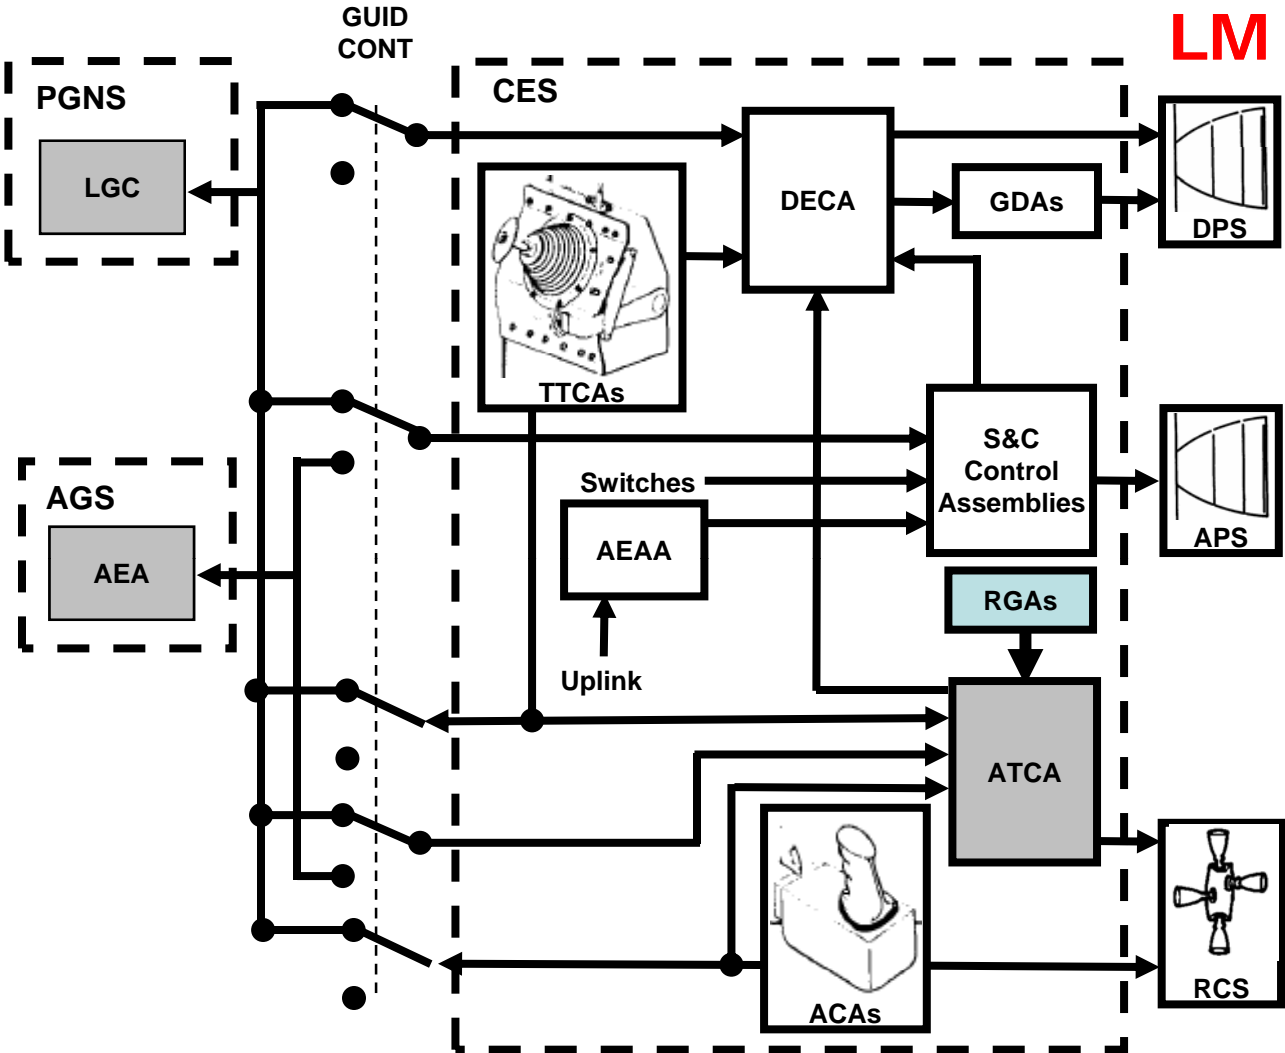 GUID
CONT
LM
PGNS
CES
LGC
DECA
GDAs
DPS
TTCAs
S&C
Control
Assemblies
Switches
AGS
AEAA
AEA
APS
RGAs
Uplink
ATCA
RCS
ACAs